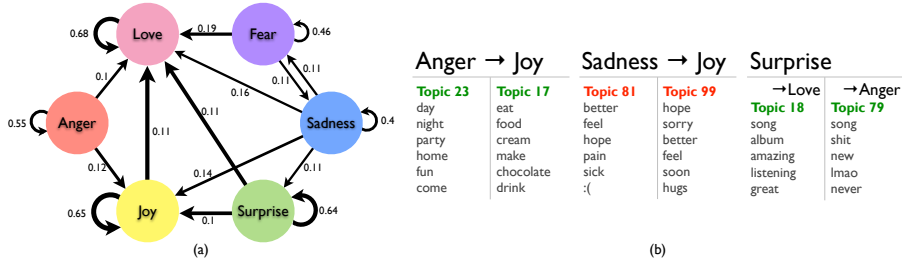 0.68
Love
0.19
Fear
0.46
0.1
0.11
0.11
0.16
0.55
Anger
0.11
0.11
Sadness
0.4
0.12
0.14
0.11
0.65
Joy
0.1
Surprise
0.64
(a)
Anger → Joy
Topic 23 Topic 17
day eat
night food
party cream
home make
fun chocolate
come drink
Sadness → Joy
Topic 81 Topic 99
better hope
feel sorry
hope better
pain feel
sick soon
:( hugs
Surprise
→Love →Anger
Topic 18 Topic 79
song song
album shit
amazing new
listening lmao
great never
(b)